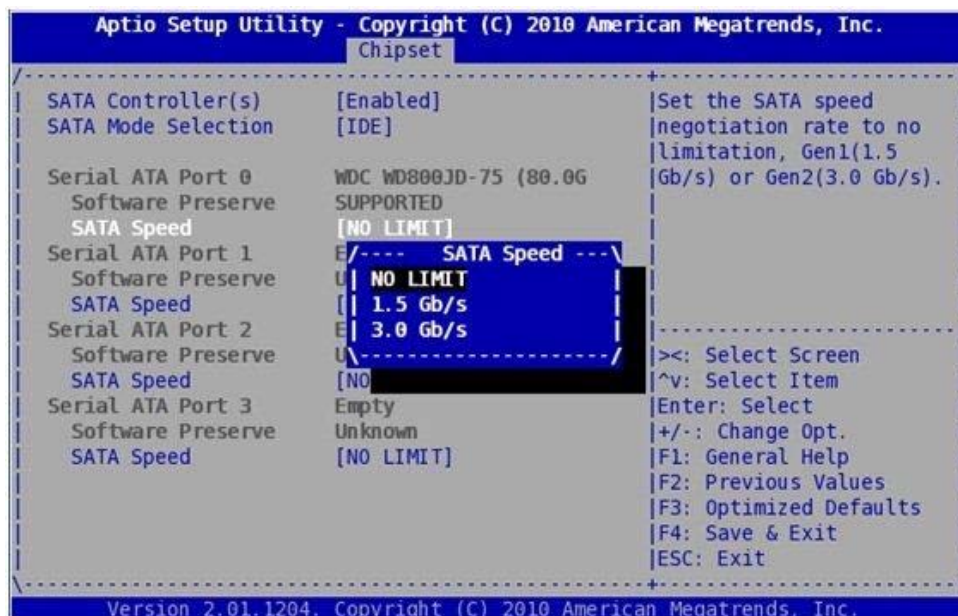 Aptio Setup Utility - Copyright (C) 2010 American Megatrends, Inc.
Chipset
SATA Controller(s) [Enabled]
SATA Mode Selection [IDE]
Serial ATA Port 0 WDC WD800JD-75 (80.0G
Software Preserve SUPPORTED
SATA Speed [NO LIMIT]
Serial ATA Port 1 E
Software Preserve U
SATA Speed [
Serial ATA Port 2 E
Software Preserve U
SATA Speed [NO
Serial ATA Port 3 Empty
Software Preserve Unknown
SATA Speed [NO LIMIT]
SATA Speed
NO LIMIT
1.5 Gb/s
3.0 Gb/s
Set the SATA speed
negotiation rate to no
limitation, Gen1(1.5
Gb/s) or Gen2(3.0 Gb/s).
><: Select Screen
^v: Select Item
Enter: Select
+/-: Change Opt.
F1: General Help
F2: Previous Values
F3: Optimized Defaults
F4: Save & Exit
ESC: Exit
Version 2.01.1204. Copyright (C) 2010 American Megatrends, Inc.